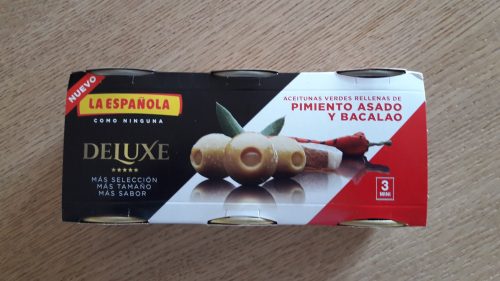 NUEVO
LA ESPAÑOLA
COMO NINGUNA
DELUXE
MÁS SELECCIÓN
MÁS TAMAÑO
MÁS SABOR
ACEITUNAS VERDES RELLENAS DE
PIMIENTO ASADO
Y BACALAO
3
MINI